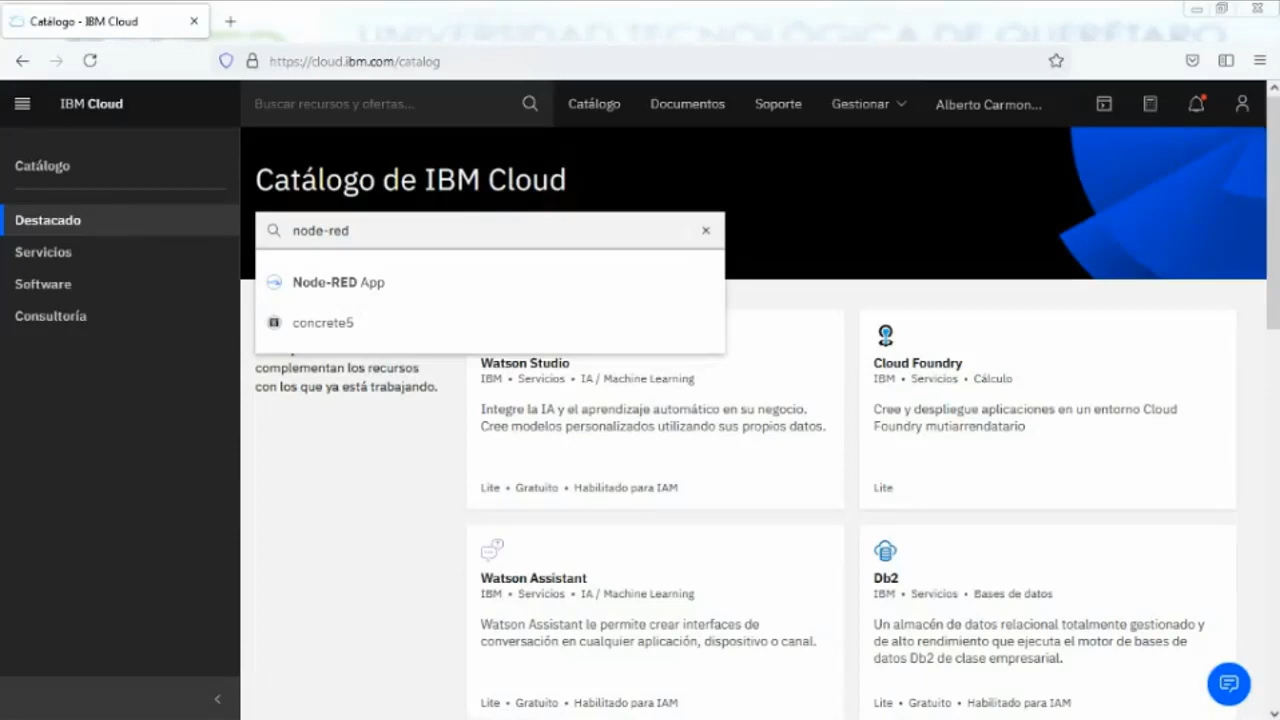 Catálogo - IBM Cloud
UNIVERSIDAD TECNOLÓGICA DE QUERÉTARO
https://cloud.ibm.com/catalog
IBM Cloud
Buscar recursos y ofertas...
Catálogo
Documentos
Soporte
Gestionar
Alberto Carmon...
Catálogo
Destacado
Servicios
Software
Consultoría
Catálogo de IBM Cloud
node-red
Node-RED App
concrete5
complementan los recursos
con los que ya está trabajando.
Watson Studio
IBM • Servicios • IA / Machine Learning
Integre la IA y el aprendizaje automático en su negocio.
Cree modelos personalizados utilizando sus propios datos.
Lite • Gratuito • Habilitado para IAM
Cloud Foundry
IBM • Servicios • Cálculo
Cree y despliegue aplicaciones en un entorno Cloud
Foundry mutiarrendatario
Lite
Watson Assistant
IBM • Servicios • IA / Machine Learning
Watson Assistant le permite crear interfaces de
conversación en cualquier aplicación, dispositivo o canal.
Lite • Gratuito • Habilitado para IAM
Db2
IBM • Servicios • Bases de datos
Un almacén de datos relacional totalmente gestionado y
de alto rendimiento que ejecuta el motor de bases de
datos Db2 de clase empresarial.
Lite • Gratuito • Habilitado para IAM